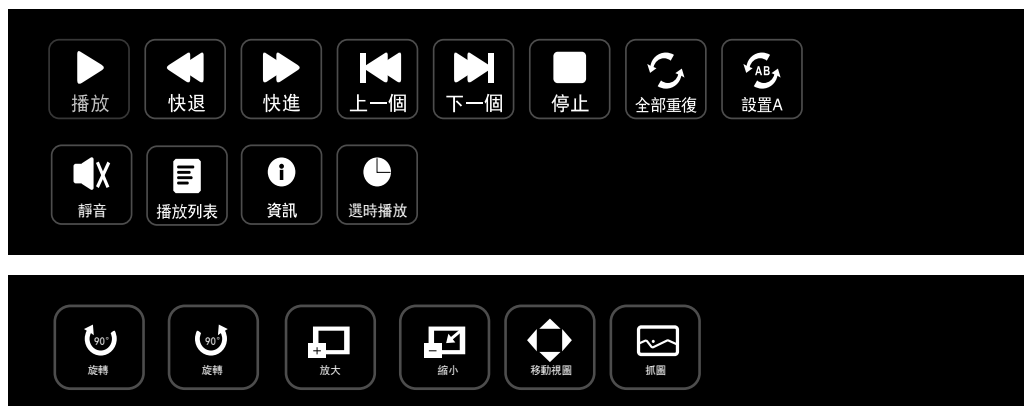 播放 快退 快進 上一個 下一個 停止 全部重復 AB 設置A
靜音 播放列表 資訊 選時播放
90° 90°
旋轉 旋轉 放大 縮小 移動視圖 抓圖